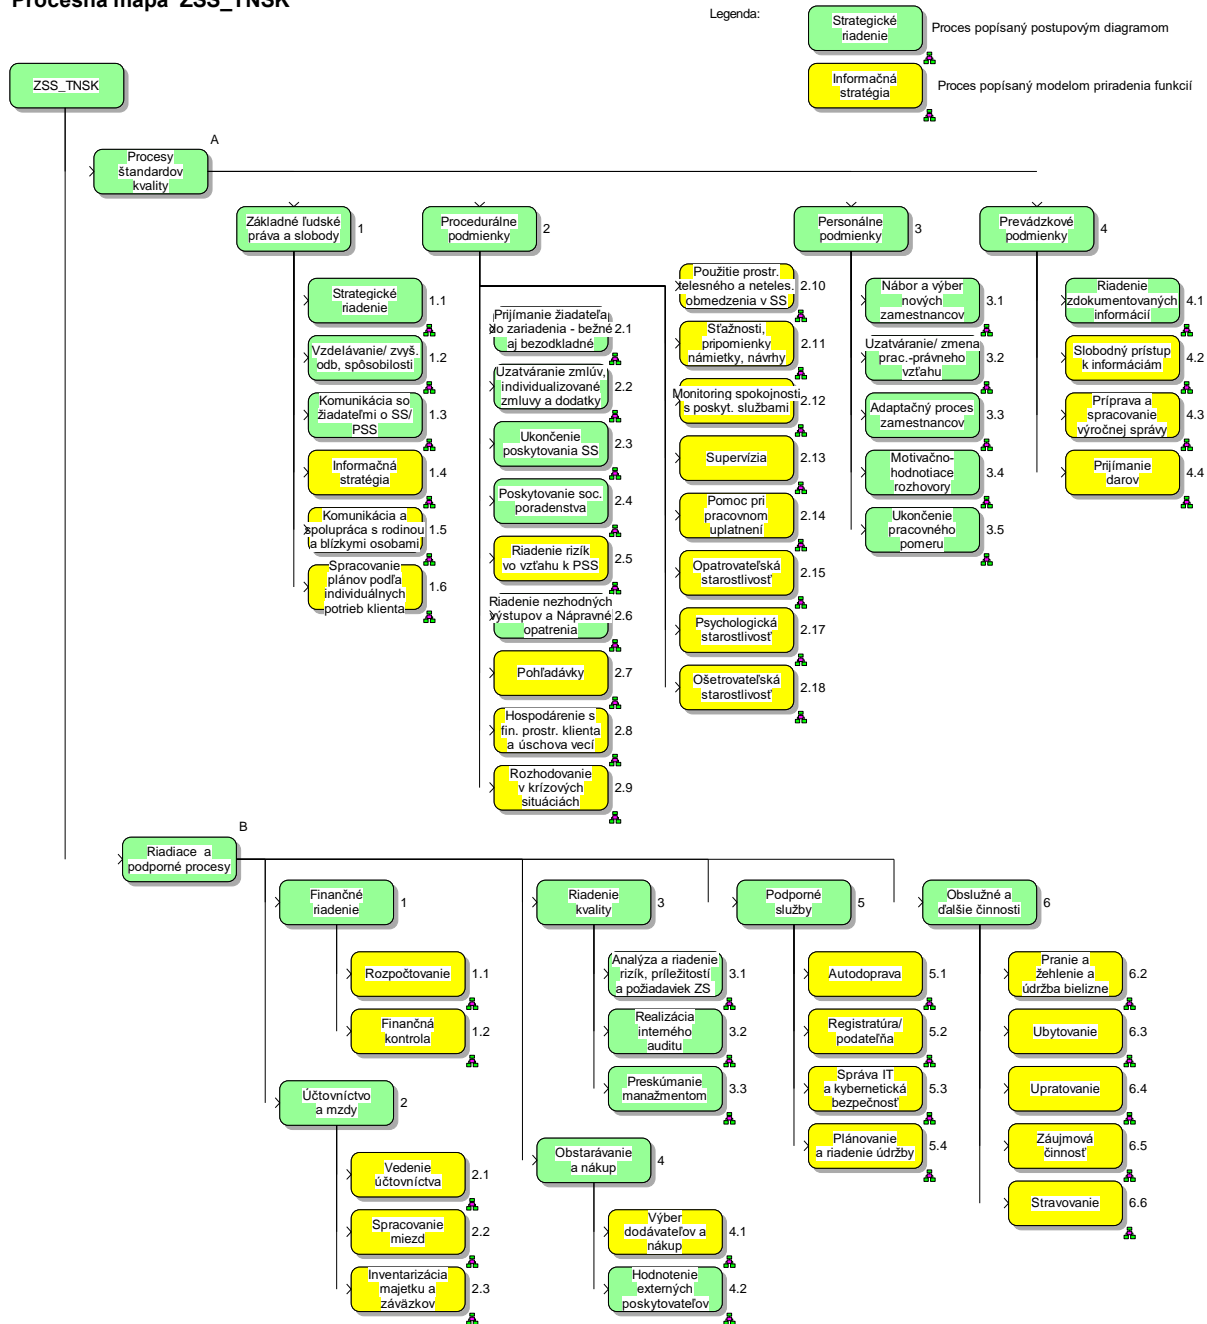 Procesná mapa ZSS_TNSK
Legenda:
Strategické
riadenie
Proces popísaný postupovým diagramom
Informačná
stratégia
Proces popísaný modelom priradenia funkcií
ZSS_TNSK
A
Procesy
štandardov
kvality
Základné ľudské
práva a slobody
1
Strategické
riadenie
1.1
Vzdelávanie/ zvyš.
odb, spôsobilosti
1.2
Komunikácia so
žiadateľmi o SS/
PSS
1.3
Informačná
stratégia
1.4
Komunikácia a
spolupráca s rodinou
a blízkymi osobami
1.5
Spracovanie
plánov podľa
individuálnych
potrieb klienta
1.6
Procedurálne
podmienky
2
Prijímanie žiadateľa
do zariadenia - bežné
aj bezodkladné
2.1
Uzatváranie zmlúv,
individualizované
zmluvy a dodatky
2.2
Ukončenie
poskytovania SS
2.3
Poskytovanie soc.
poradenstva
2.4
Riadenie rizík
vo vzťahu k PSS
2.5
Riadenie nezhodných
výstupov a Nápravné
opatrenia
2.6
Pohľadávky
2.7
Hospodárenie s
fin. prostr. klienta
a úschova vecí
2.8
Rozhodovanie
v krízových
situáciách
2.9
Použitie prostr.
telesného a neteles.
obmedzenia v SS
2.10
Sťažnosti,
pripomienky
námietky, návrhy
2.11
Monitoring spokojnosti
s poskyt. službami
2.12
Supervízia
2.13
Pomoc pri
pracovnom
uplatnení
2.14
Opatrovateľská
starostlivosť
2.15
Psychologická
starostlivosť
2.17
Ošetrovateľská
starostlivosť
2.18
Personálne
podmienky
3
Nábor a výber
nových
zamestnancov
3.1
Uzatváranie/ zmena
prac.-právneho
vzťahu
3.2
Adaptačný proces
zamestnancov
3.3
Motivačno-
hodnotiace
rozhovory
3.4
Ukončenie
pracovného
pomeru
3.5
Prevádzkové
podmienky
4
Riadenie
zdokumentovaných
informácií
4.1
Slobodný prístup
k informáciám
4.2
Príprava a
spracovanie
výročnej správy
4.3
Prijímanie
darov
4.4
B
Riadiace a
podporné procesy
Finančné
riadenie
1
Rozpočtovanie
1.1
Finančná
kontrola
1.2
Účtovníctvo
a mzdy
2
Vedenie
účtovníctva
2.1
Spracovanie
miezd
2.2
Inventarizácia
majetku a
záväzkov
2.3
Riadenie
kvality
3
Analýza a riadenie
rizík, príležitostí
a požiadaviek ZS
3.1
Realizácia
interného
auditu
3.2
Preskúmanie
manažmentom
3.3
Obstarávanie
a nákup
4
Výber
dodávateľov a
nákup
4.1
Hodnotenie
externých
poskytovateľov
4.2
Podporné
služby
5
Autodoprava
5.1
Registratúra/
podateľňa
5.2
Správa IT
a kybernetická
bezpečnosť
5.3
Plánovanie
a riadenie údržby
5.4
Obslužné a
ďalšie činnosti
6
Pranie a
žehlenie a
údržba bielizne
6.2
Ubytovanie
6.3
Upratovanie
6.4
Záujmová
činnosť
6.5
Stravovanie
6.6